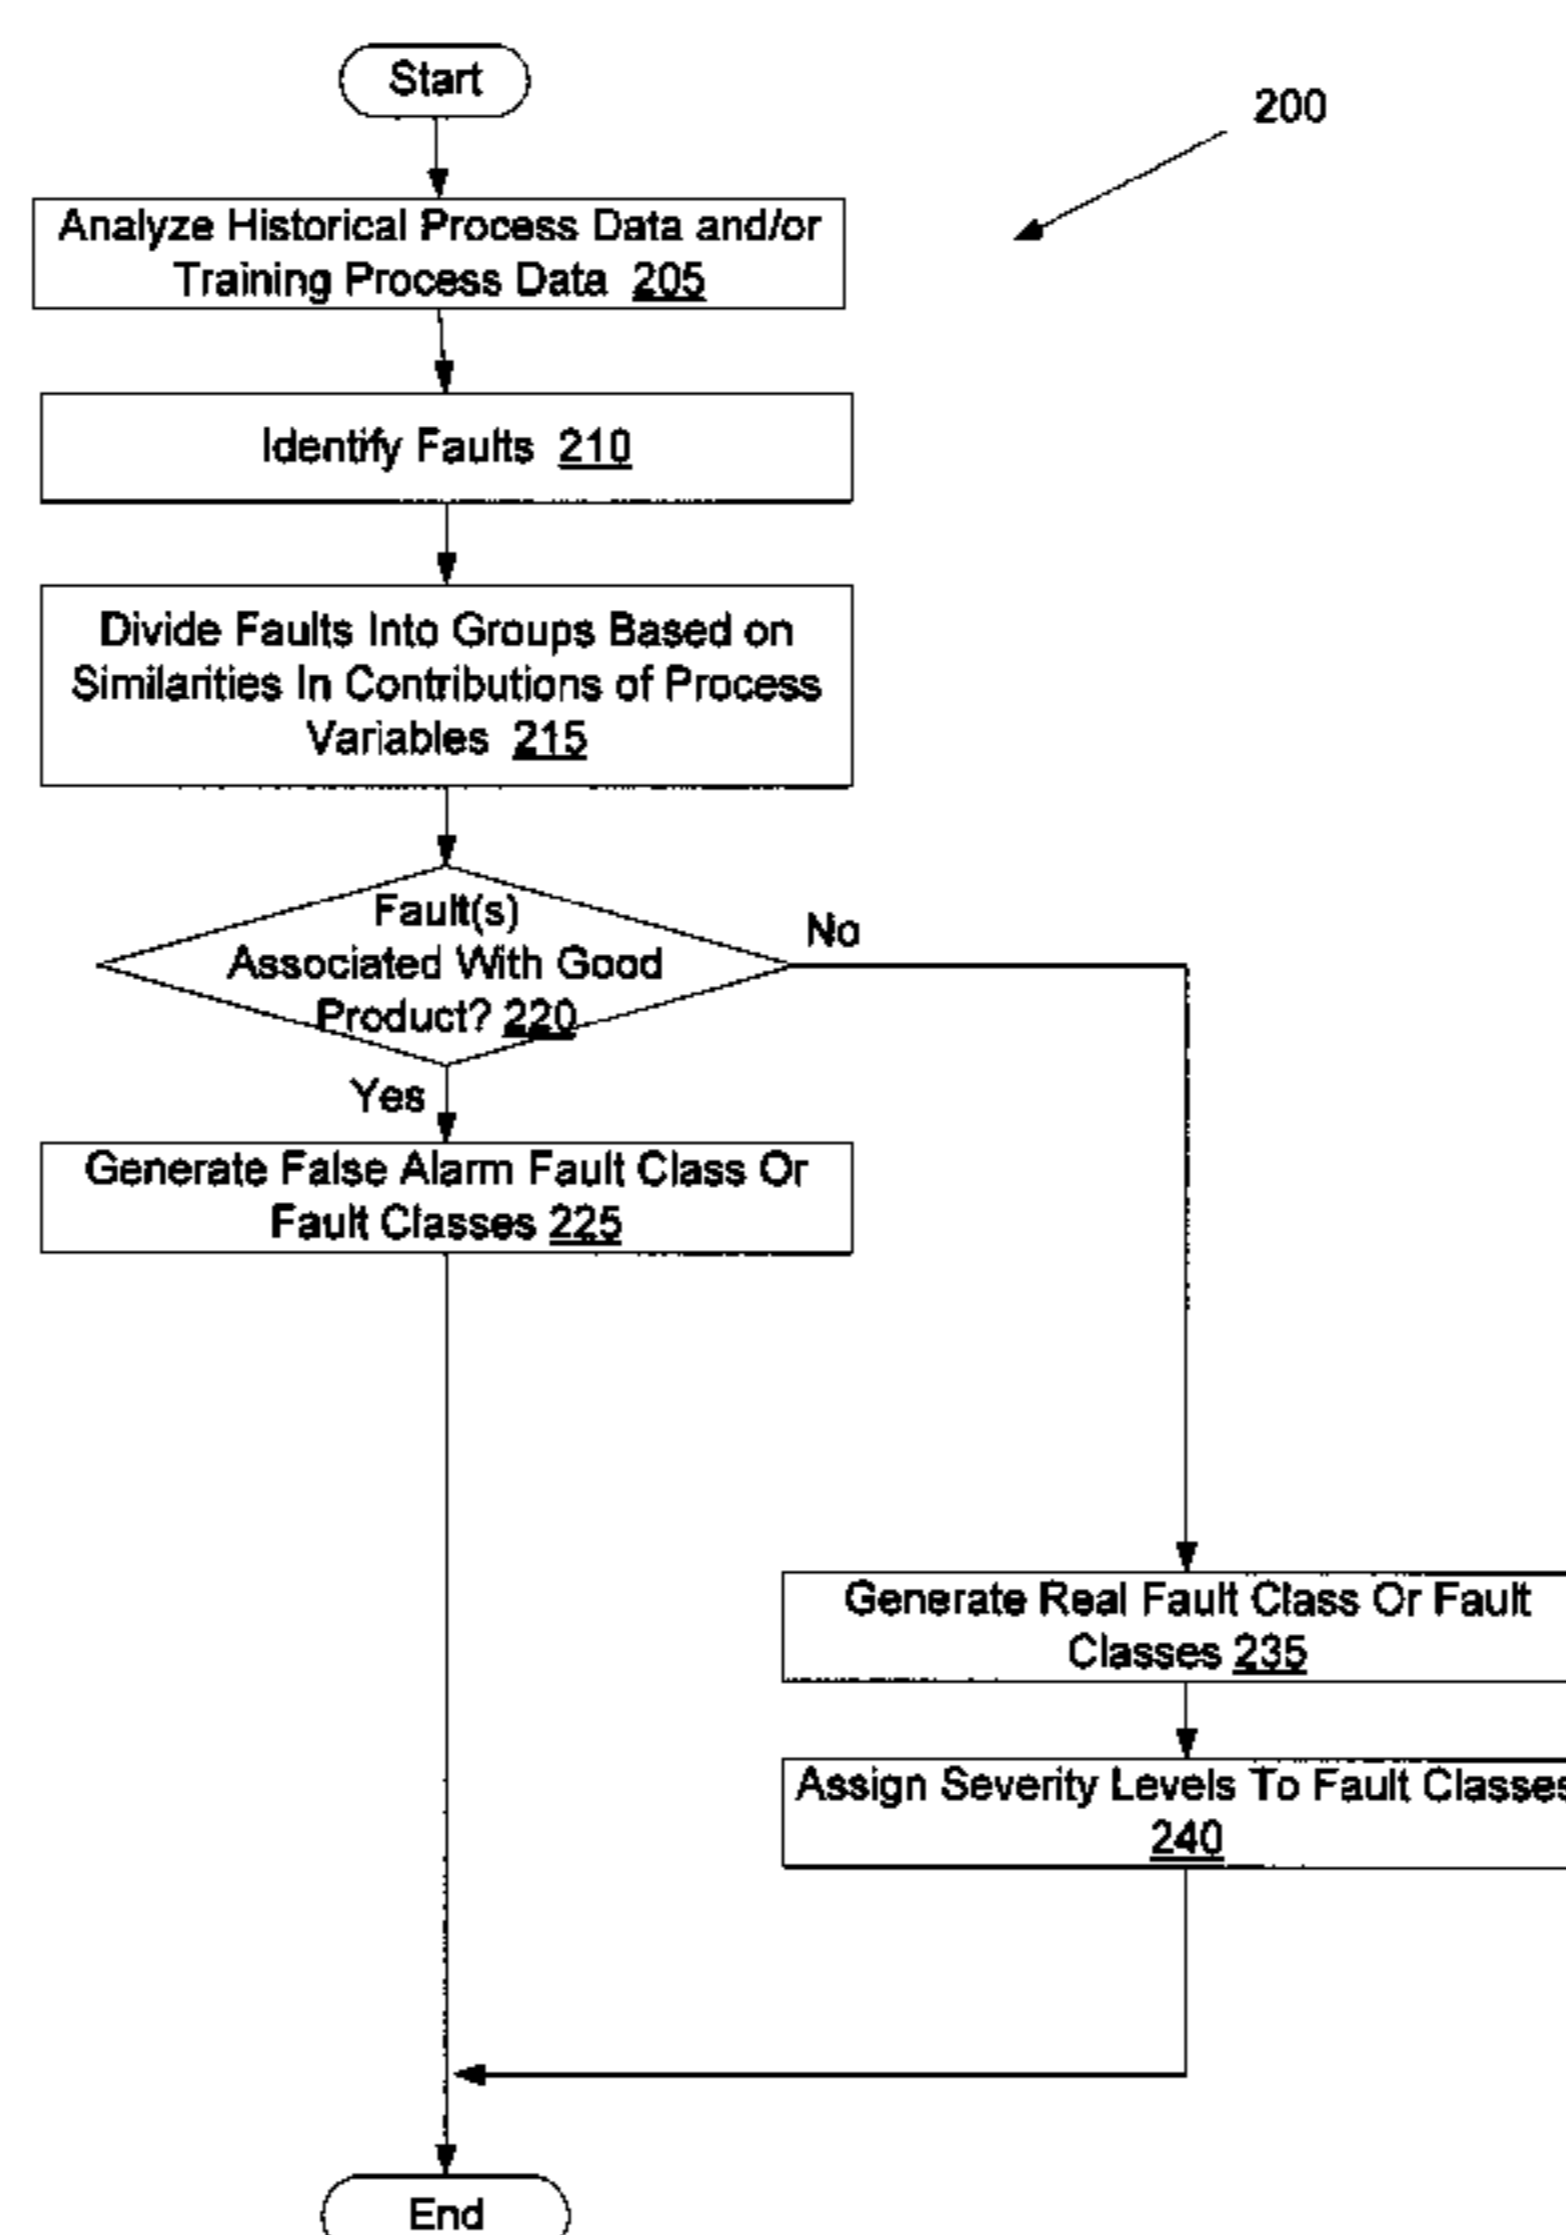 Start
200
Analyze Historical Process Data and/or
Training Process Data 205
Identify Faults 210
Divide Faults Into Groups Based on
Similarities In Contributions of Process
Variables 215
Fault(s)
Associated With Good
Product? 220
No
Yes
Generate False Alarm Fault Class Or
Fault Classes 225
Generate Real Fault Class Or Fault
Classes 235
Assign Severity Levels To Fault Classes
240
End